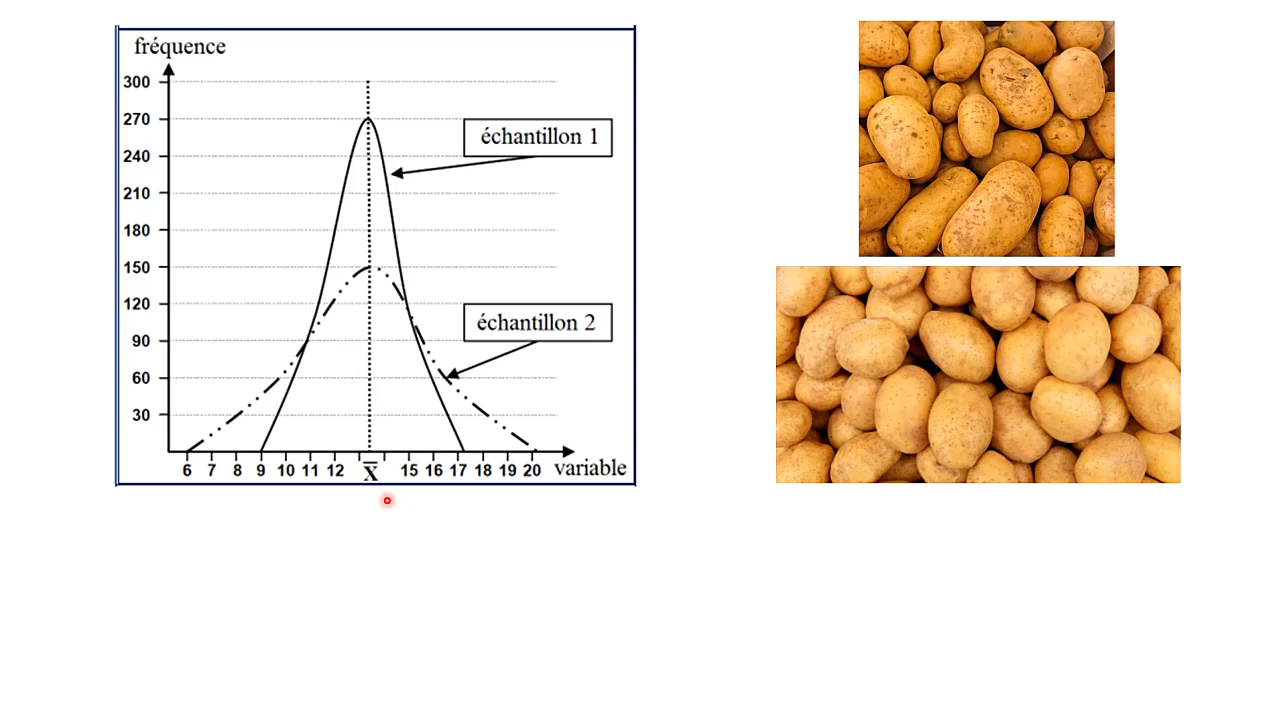 fréquence
300
270
échantillon 1
240
210
180
150
120
échantillon 2
90
60
30
6 7 8 9 10 11 12 X̅ 15 16 17 18 19 20 variable